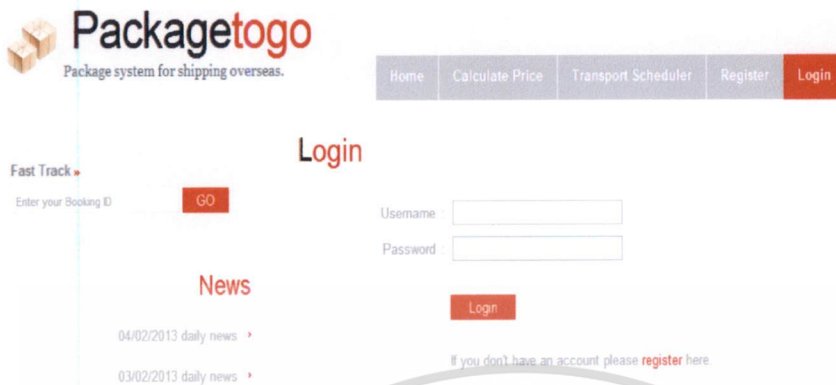 Packagetogo
Package system for shipping overseas.
Home Calculate Price Transport Scheduler Register Login
Login
Fast Track »
Enter your Booking ID GO
Username :
Password :
News
Login
04/02/2013 daily news
If you don't have an account please register here.
03/02/2013 daily news